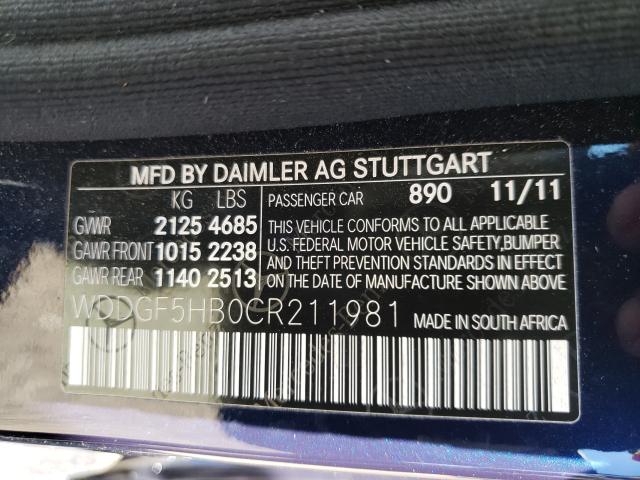 MFD BY DAIMLER AG STUTTGART
KG LBS
GVWR 2125 4685
GAWR FRONT 1015 2238
GAWR REAR 1140 2513
PASSENGER CAR 890 11/11
THIS VEHICLE CONFORMS TO ALL APPLICABLE
U.S. FEDERAL MOTOR VEHICLE SAFETY,BUMPER
AND THEFT PREVENTION STANDARDS IN EFFECT
ON THE DATE OF MANUFACTURE SHOWN ABOVE
WDDGF5HB0CR211981
MADE IN SOUTH AFRICA